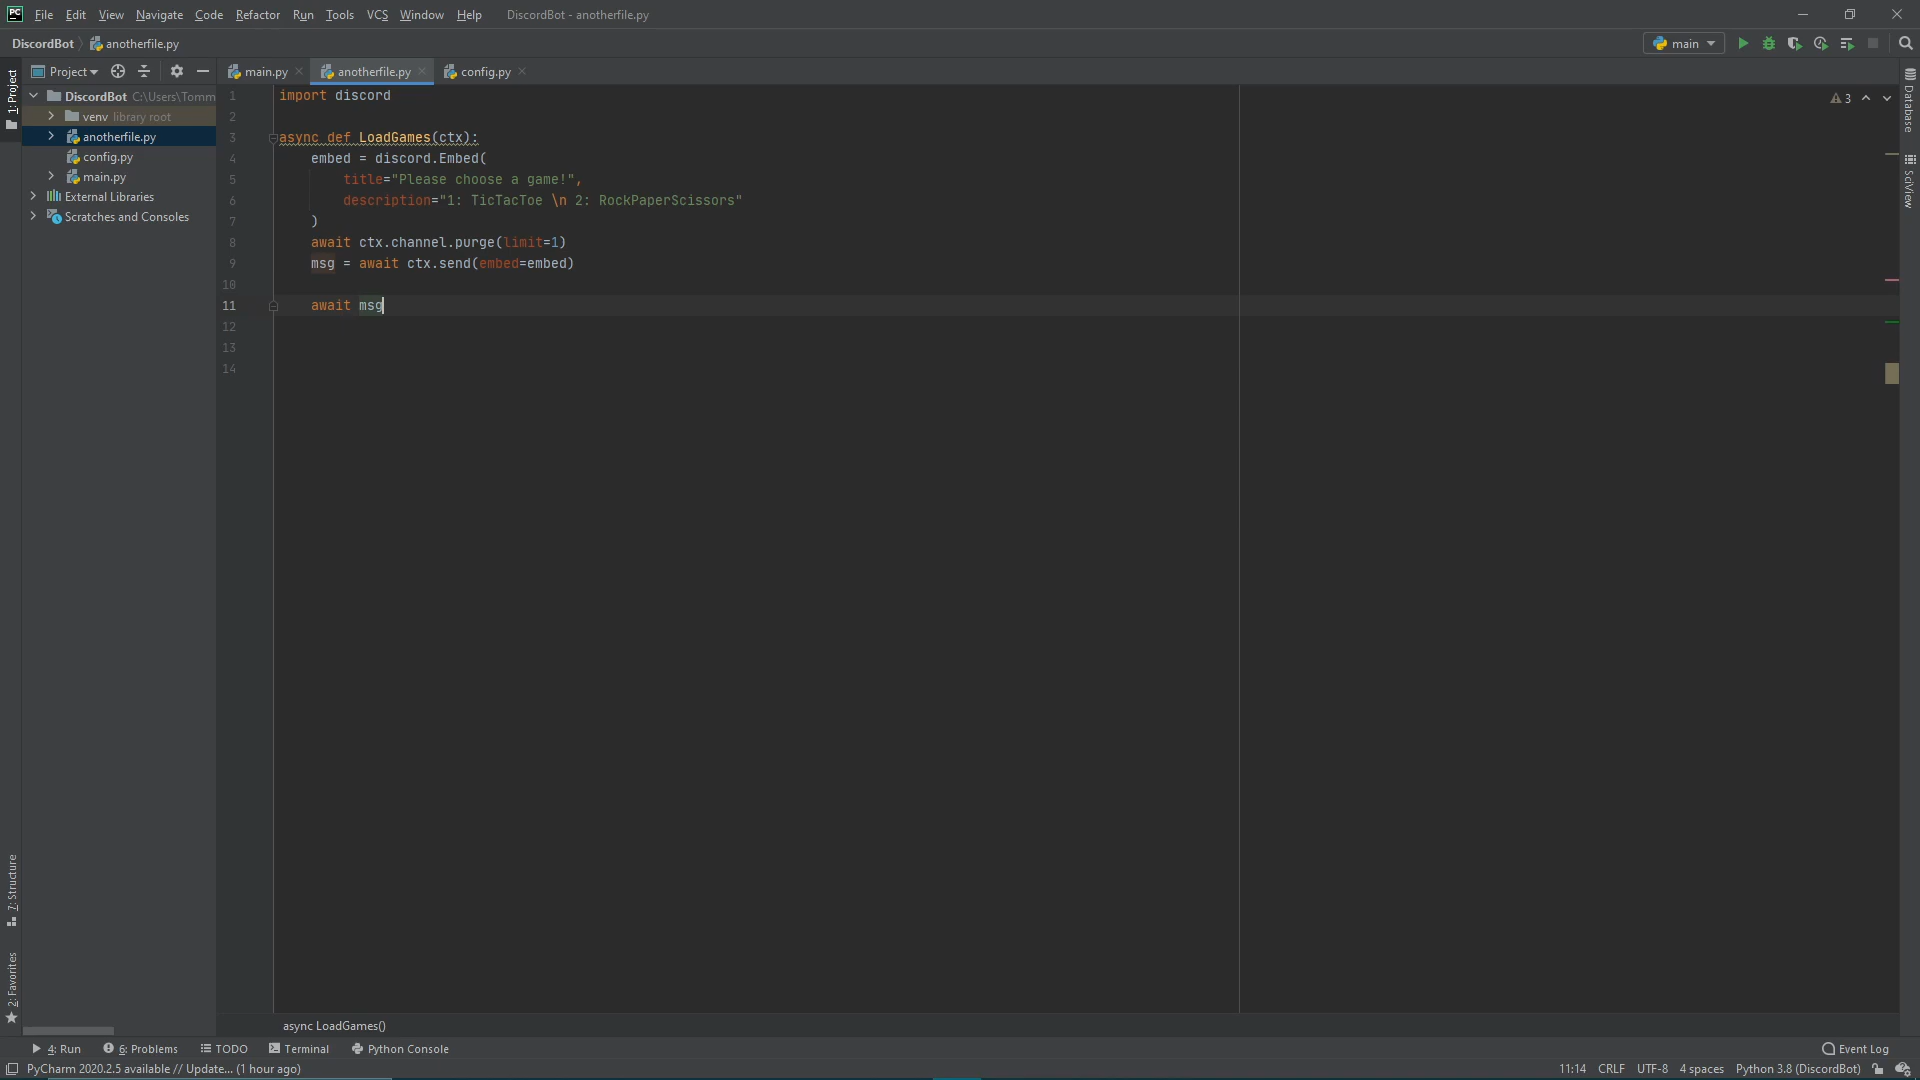 PC File Edit View Navigate Code Refactor Run Tools VCS Window Help DiscordBot - anotherfile.py
DiscordBot anotherfile.py main
Project main.py anotherfile.py config.py
1: Project
DiscordBot C:\Users\Tomm
venv library root
anotherfile.py
config.py
main.py
External Libraries
Scratches and Consoles
7: Structure
2: Favorites
1 import discord
2
3 async def LoadGames(ctx):
4 embed = discord.Embed(
5 title="Please choose a game!",
6 description="1: TicTacToe \n 2: RockPaperScissors"
7 )
8 await ctx.channel.purge(limit=1)
9 msg = await ctx.send(embed=embed)
10
11 await msg
12
13
14
3
Database
SciView
async LoadGames()
4: Run 6: Problems TODO Terminal Python Console Event Log
PyCharm 2020.2.5 available // Update... (1 hour ago) 11:14 CRLF UTF-8 4 spaces Python 3.8 (DiscordBot)